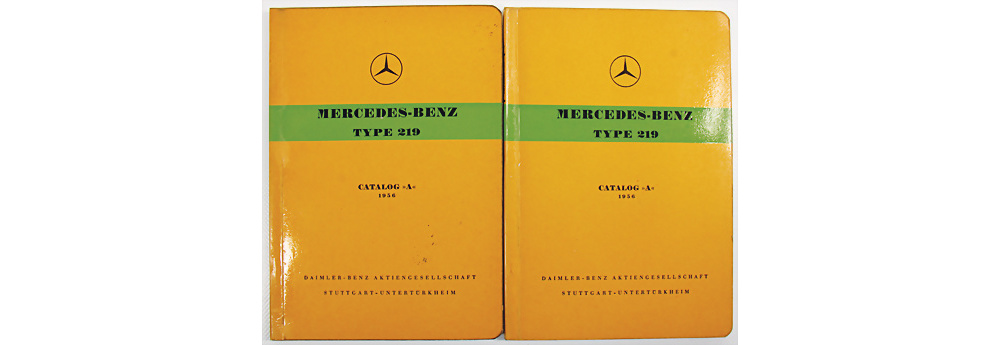 MERCEDES-BENZ
TYPE 219
CATALOG »A«
1956
DAIMLER-BENZ AKTIENGESELLSCHAFT
STUTTGART-UNTERTÜRKHEIM
MERCEDES-BENZ
TYPE 219
CATALOG »A«
1956
DAIMLER-BENZ AKTIENGESELLSCHAFT
STUTTGART-UNTERTÜRKHEIM